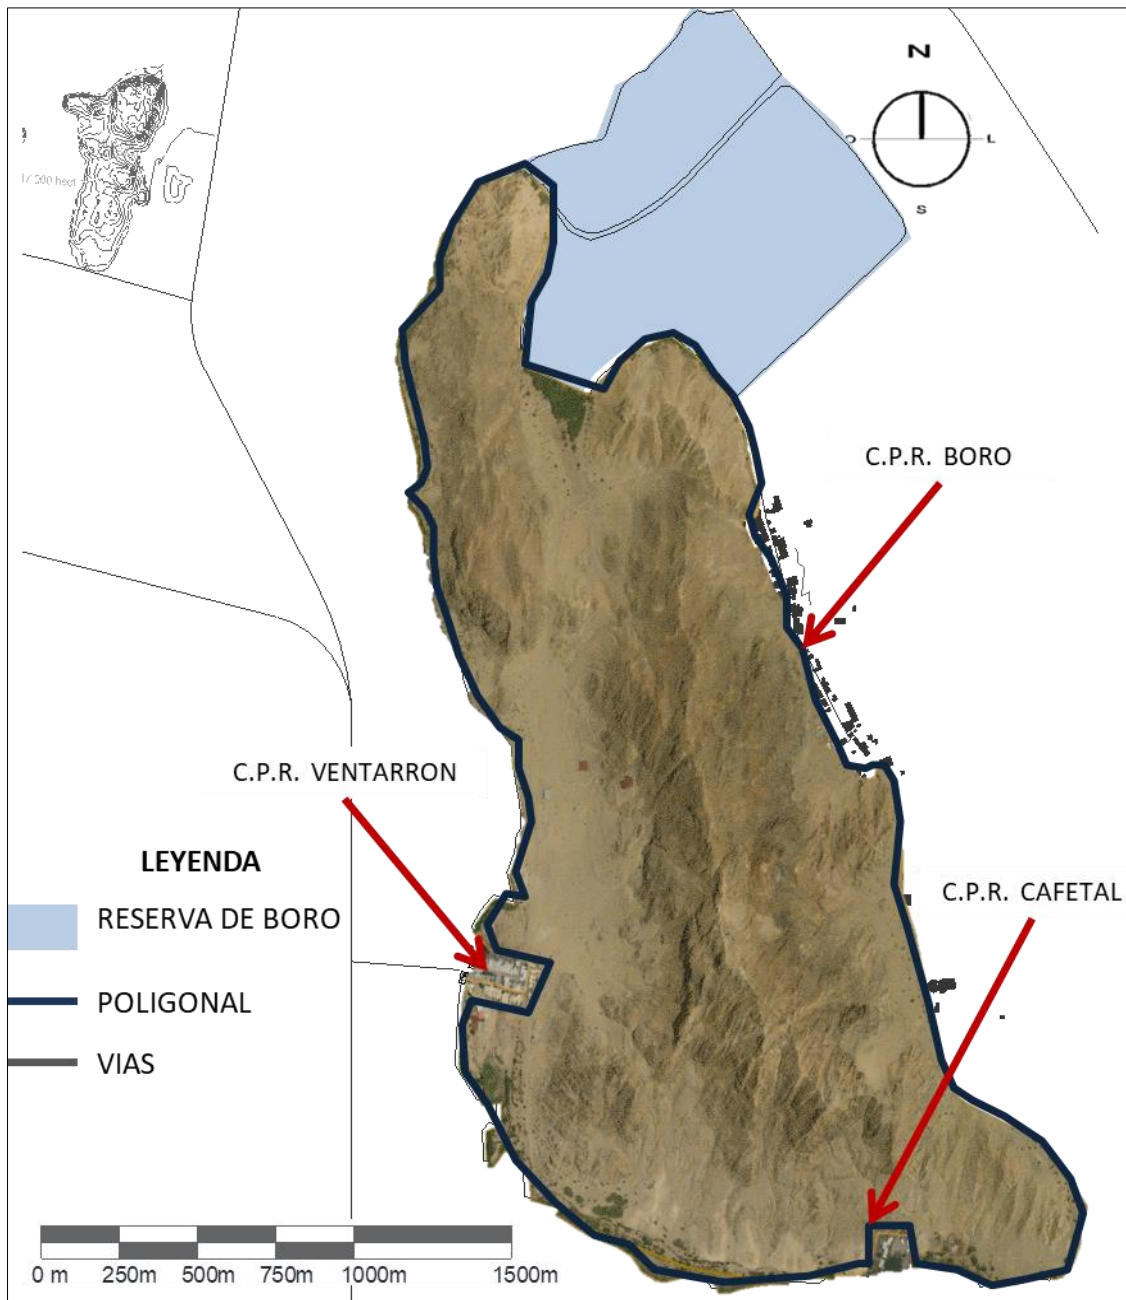 N
L
S
C.P.R. BORO
C.P.R. VENTARRON
C.P.R. CAFETAL
LEYENDA
RESERVA DE BORO
POLIGONAL
VIAS
0 m 250m 500m 750m 1000m 1500m